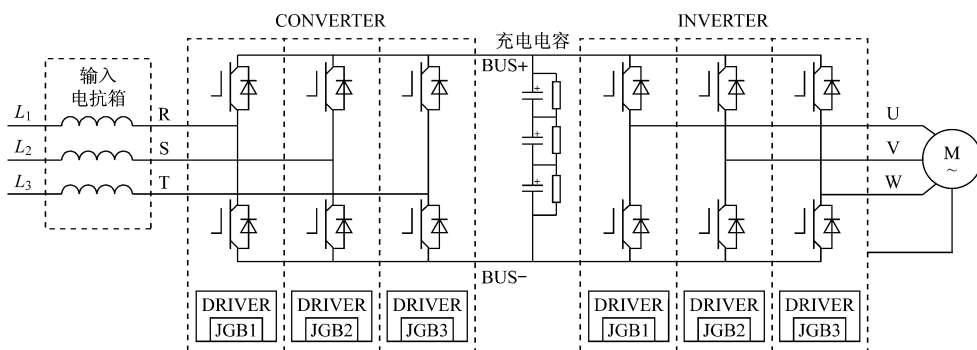 CONVERTER
INVERTER
充电电容
输入
电抗箱
BUS+
L₁
R
L₂
S
L₃
T
+
+
+
U
V
W
M
~
BUS−
DRIVER
JGB1
DRIVER
JGB2
DRIVER
JGB3
DRIVER
JGB1
DRIVER
JGB2
DRIVER
JGB3